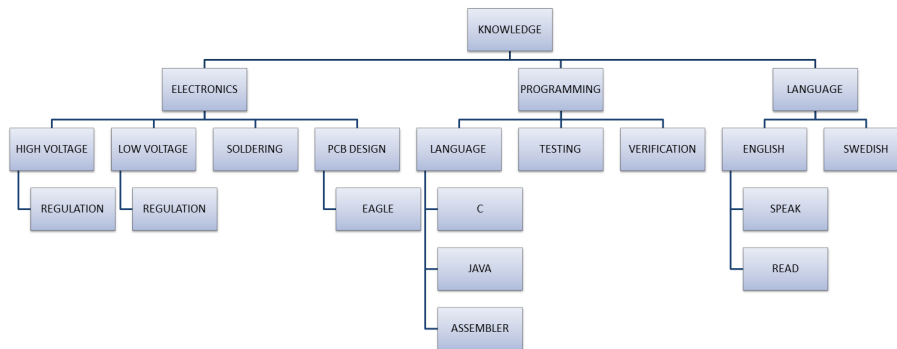 KNOWLEDGE
ELECTRONICS
PROGRAMMING
LANGUAGE
HIGH VOLTAGE
LOW VOLTAGE
SOLDERING
PCB DESIGN
LANGUAGE
TESTING
VERIFICATION
ENGLISH
SWEDISH
REGULATION
REGULATION
EAGLE
C
SPEAK
JAVA
READ
ASSEMBLER